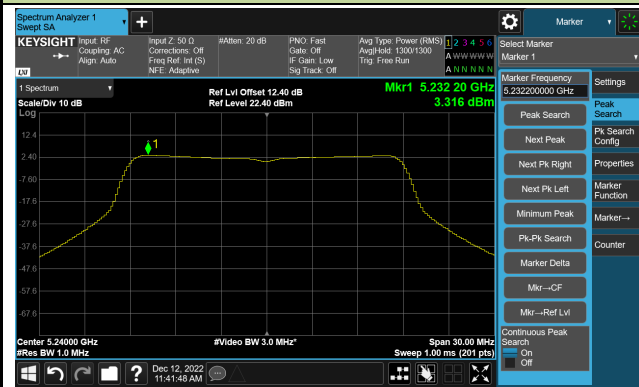 Spectrum Analyzer 1
Swept SA
Marker
KEYSIGHT
Input: RF
Coupling: AC
Align: Auto
Input Z: 50 Ω
Corrections: Off
Freq Ref: Int (S)
NFE: Adaptive
#Atten: 20 dB
PNO: Fast
Gate: Off
IF Gain: Low
Sig Track: Off
Avg Type: Power (RMS)
Avg|Hold: 1300/1300
Trig: Free Run
1 2 3 4 5 6
A W W W W W
A N N N N N
LXI
Select Marker
Marker 1
1 Spectrum
Scale/Div 10 dB
Log
Ref Lvl Offset 12.40 dB
Ref Level 22.40 dBm
Mkr1 5.232 20 GHz
3.316 dBm
1
12.4
2.40
-7.60
-17.6
-27.6
-37.6
-47.6
-57.6
-67.6
Center 5.24000 GHz
#Res BW 1.0 MHz
#Video BW 3.0 MHz*
Span 30.00 MHz
Sweep 1.00 ms (201 pts)
Marker Frequency
5.232200000 GHz
Peak Search
Next Peak
Next Pk Right
Next Pk Left
Minimum Peak
Pk-Pk Search
Marker Delta
Mkr→CF
Mkr→Ref Lvl
Continuous Peak
Search
On
Off
Settings
Peak
Search
Pk Search
Config
Properties
Marker
Function
Marker→
Counter
?
Dec 12, 2022
11:41:48 AM